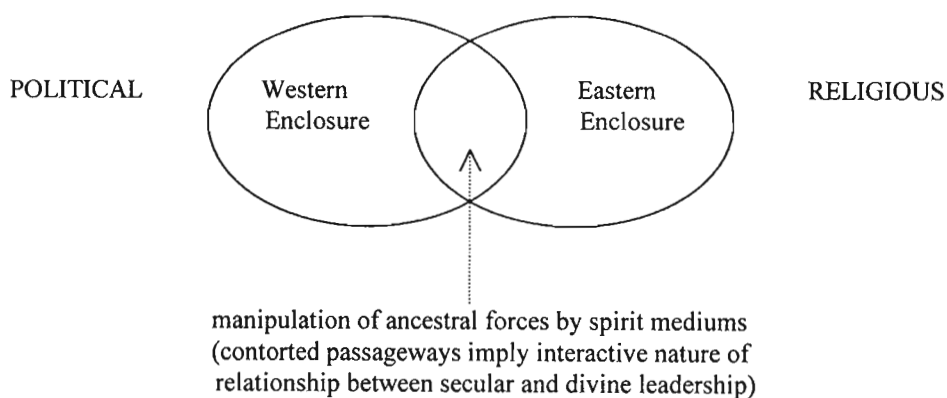 POLITICAL
Western
Enclosure
Eastern
Enclosure
RELIGIOUS
manipulation of ancestral forces by spirit mediums
(contorted passageways imply interactive nature of
relationship between secular and divine leadership)